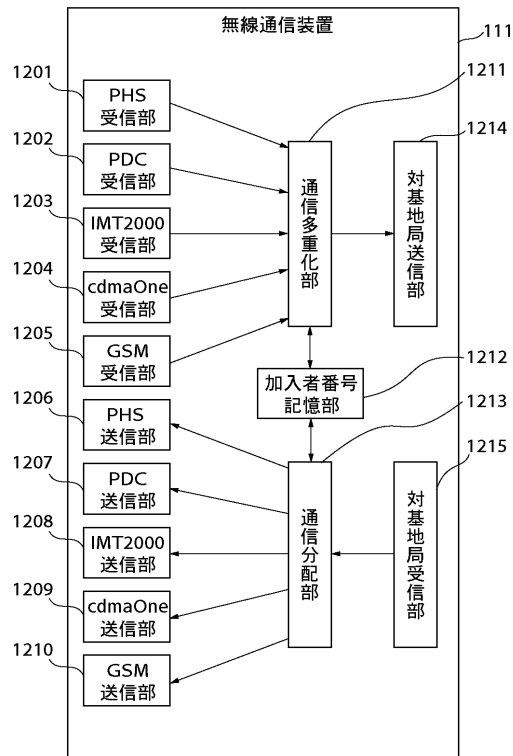 無線通信装置
111
1201
PHS
受信部
1202
PDC
受信部
1203
IMT2000
受信部
1204
cdmaOne
受信部
1205
GSM
受信部
1206
PHS
送信部
1207
PDC
送信部
1208
IMT2000
送信部
1209
cdmaOne
送信部
1210
GSM
送信部
1211
通信多重化部
1214
対基地局送信部
1212
加入者番号
記憶部
1213
通信分配部
1215
対基地局受信部